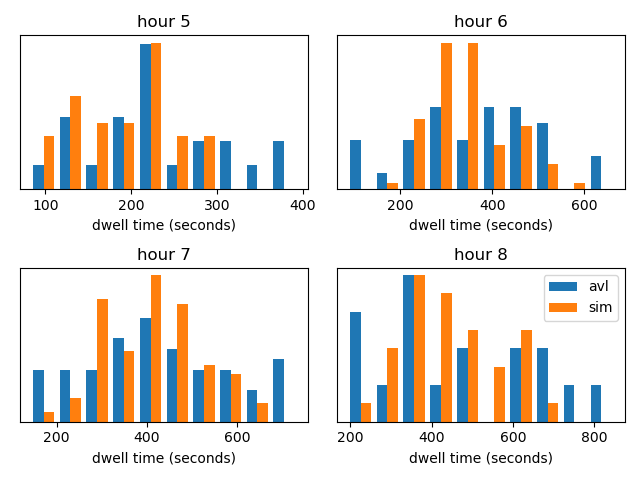 hour 5
100 200 300 400
dwell time (seconds)
hour 6
200 400 600
dwell time (seconds)
hour 7
200 400 600
dwell time (seconds)
hour 8
avl
sim
200 400 600 800
dwell time (seconds)